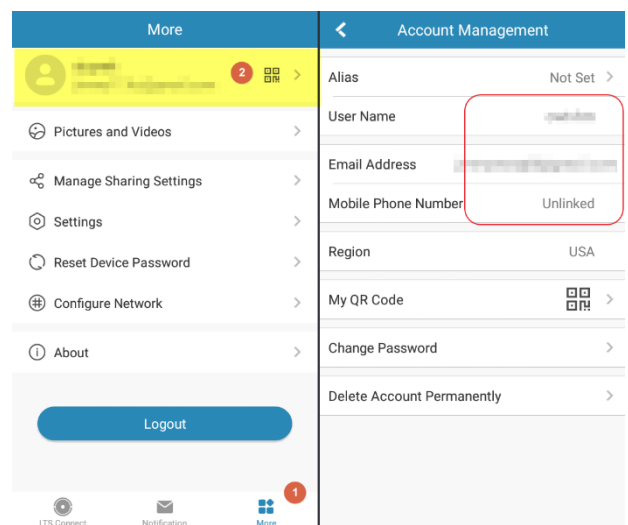 More
2
Pictures and Videos
Manage Sharing Settings
Settings
Reset Device Password
Configure Network
About
Logout
1
LTS Connect
Notification
More
Account Management
Alias Not Set
User Name
Email Address
Mobile Phone Number Unlinked
Region USA
My QR Code
Change Password
Delete Account Permanently